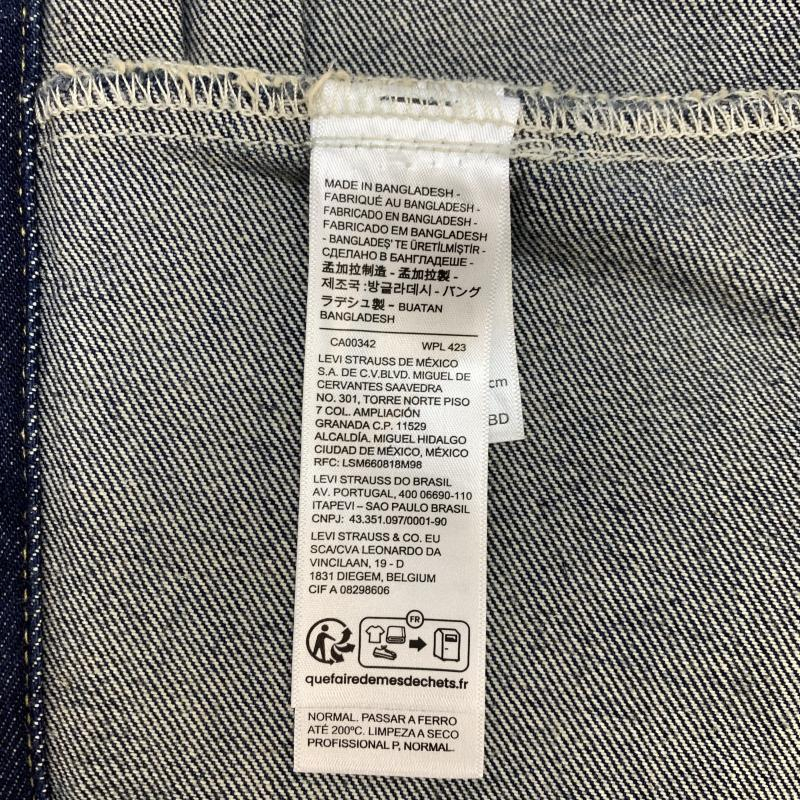 MADE IN BANGLADESH -
FABRIQUÉ AU BANGLADESH -
FABRICADO EN BANGLADESH -
FABRICADO EM BANGLADESH
- BANGLADEŞ' TE ÜRETİLMİŞTİR -
СДЕЛАНО В БАНГЛАДЕШЕ -
孟加拉制造 - 孟加拉製 -
제조국 :방글라데시 - バング
ラデシュ製 - BUATAN
BANGLADESH
CA00342 WPL 423
LEVI STRAUSS DE MÉXICO
S.A. DE C.V.BLVD. MIGUEL DE
CERVANTES SAAVEDRA
NO. 301, TORRE NORTE PISO
7 COL. AMPLIACIÓN
GRANADA C.P. 11529
ALCALDÍA. MIGUEL HIDALGO
CIUDAD DE MÉXICO, MÉXICO
RFC: LSM660818M98
LEVI STRAUSS DO BRASIL
AV. PORTUGAL, 400 06690-110
ITAPEVI – SAO PAULO BRASIL
CNPJ: 43.351.097/0001-90
LEVI STRAUSS & CO. EU
SCA/CVA LEONARDO DA
VINCILAAN, 19 - D
1831 DIEGEM, BELGIUM
CIF A 08298606
FR
quefairedemesdechets.fr
NORMAL. PASSAR A FERRO
ATÉ 200ºC. LIMPEZA A SECO
PROFISSIONAL P, NORMAL.
cm
BD